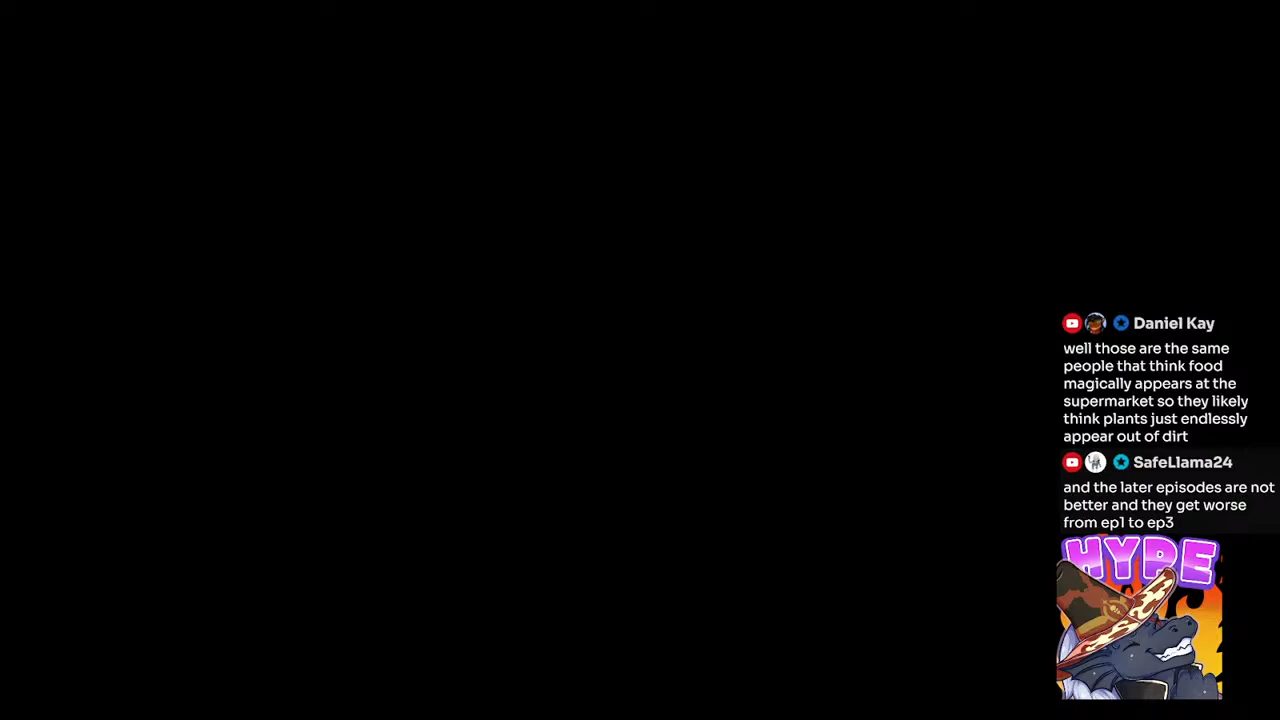 Daniel Kay
well those are the same
people that think food
magically appears at the
supermarket so they likely
think plants just endlessly
appear out of dirt
SafeLlama24
and the later episodes are not
better and they get worse
from ep1 to ep3
HYPE